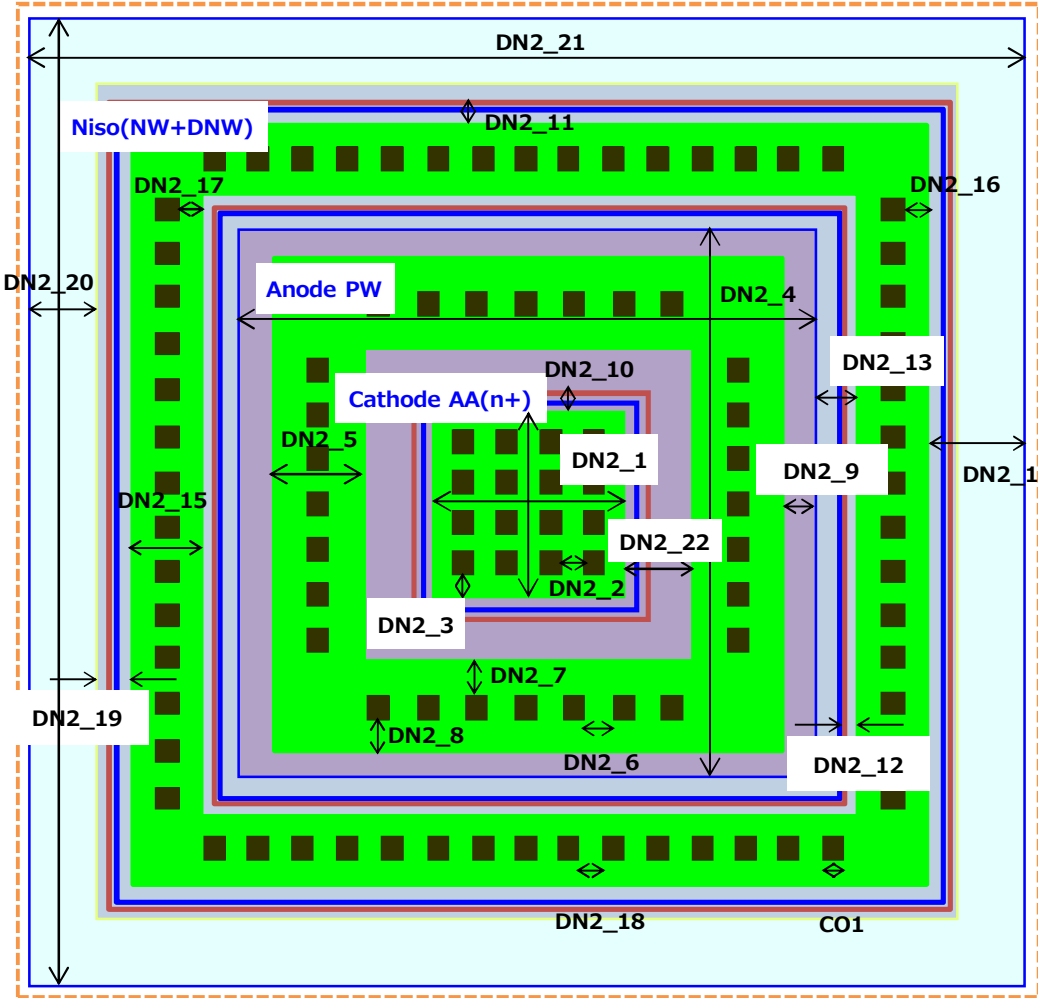 DN2_21
DN2_11
Niso(NW+DNW)
DN2_17
DN2_16
DN2_20
Anode PW
DN2_4
DN2_13
DN2_10
Cathode AA(n+)
DN2_5
DN2_1
DN2_9
DN2_1
DN2_15
DN2_22
DN2_2
DN2_3
DN2_7
DN2_19
DN2_8
DN2_6
DN2_12
DN2_18
CO1